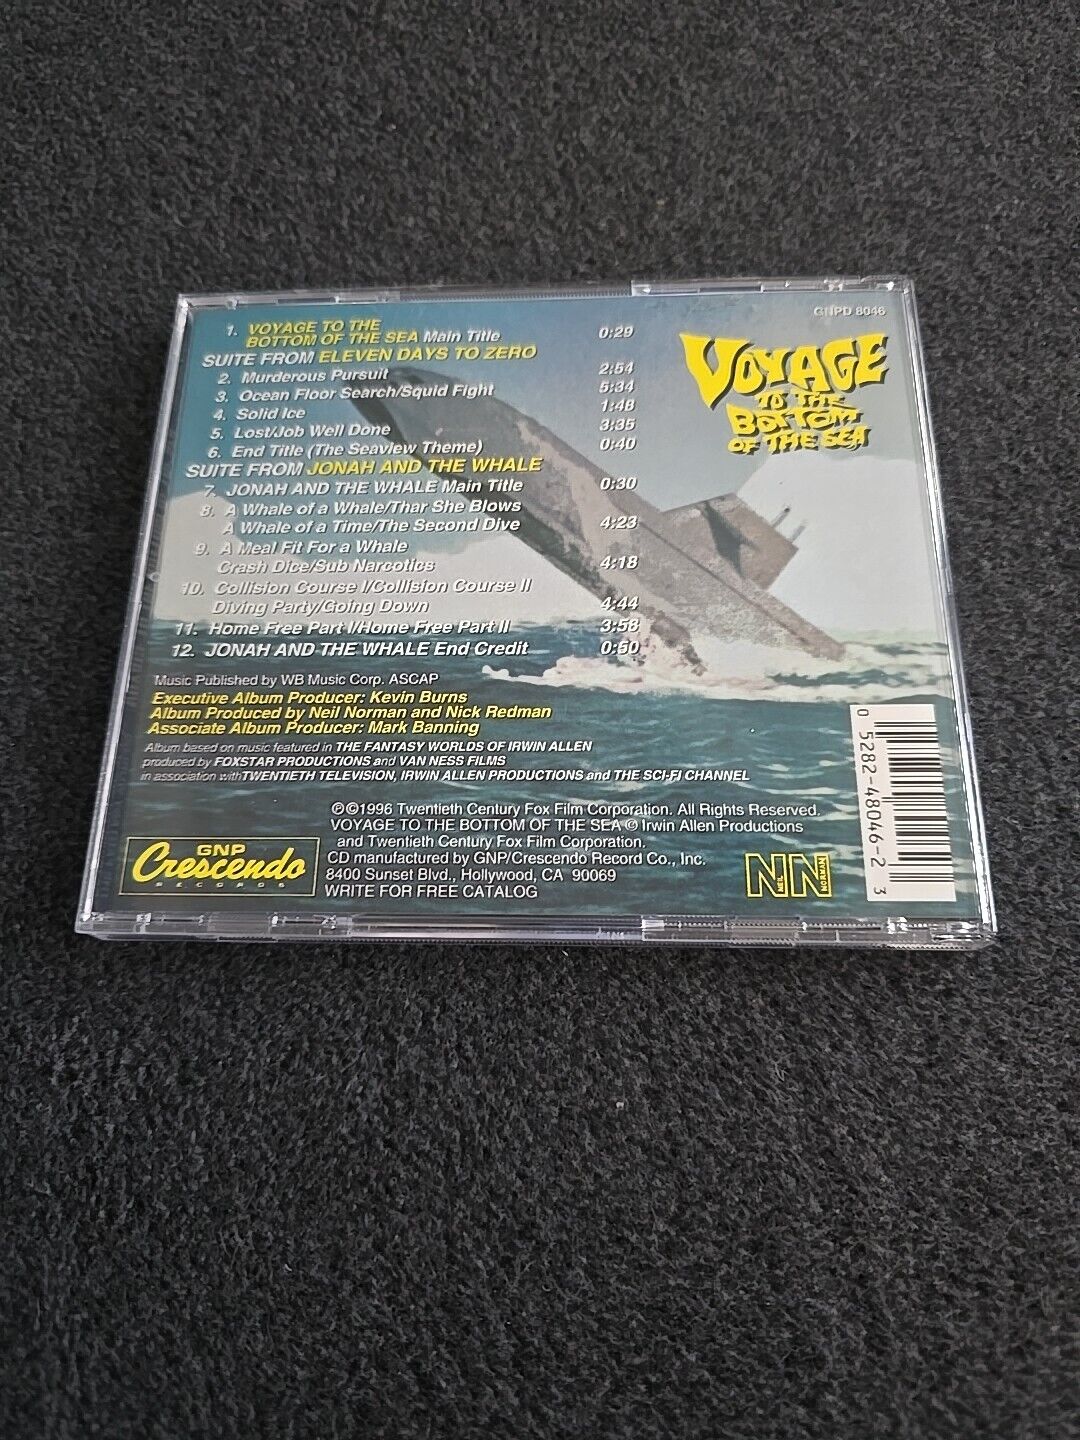 GNPD 8046
1. VOYAGE TO THE
BOTTOM OF THE SEA Main Title 0:29
SUITE FROM ELEVEN DAYS TO ZERO
2. Murderous Pursuit 2:54
3. Ocean Floor Search/Squid Fight 5:34
4. Solid Ice 1:48
5. Lost/Job Well Done 3:35
6. End Title (The Seaview Theme) 0:40
SUITE FROM JONAH AND THE WHALE
7. JONAH AND THE WHALE Main Title 0:30
8. A Whale of a Whale/Thar She Blows
A Whale of a Time/The Second Dive 4:23
9. A Meal Fit For a Whale
Crash Dice/Sub Narcotics 4:18
10. Collision Course I/Collision Course II
Diving Party/Going Down 4:44
11. Home Free Part I/Home Free Part II 3:58
12. JONAH AND THE WHALE End Credit 0:50
VOYAGE
TO THE
BOTTOM
OF THE SEA
Music Published by WB Music Corp. ASCAP
Executive Album Producer: Kevin Burns
Album Produced by Neil Norman and Nick Redman
Associate Album Producer: Mark Banning
Album based on music featured in THE FANTASY WORLDS OF IRWIN ALLEN
produced by FOXSTAR PRODUCTIONS and VAN NESS FILMS
in association with TWENTIETH TELEVISION, IRWIN ALLEN PRODUCTIONS and THE SCI-FI CHANNEL
℗©1996 Twentieth Century Fox Film Corporation. All Rights Reserved.
VOYAGE TO THE BOTTOM OF THE SEA © Irwin Allen Productions
and Twentieth Century Fox Film Corporation.
CD manufactured by GNP/Crescendo Record Co., Inc.
8400 Sunset Blvd., Hollywood, CA 90069
WRITE FOR FREE CATALOG
GNP
Crescendo
RECORDS
NN
NEIL
NORMAN
0 5282-48046-2 3